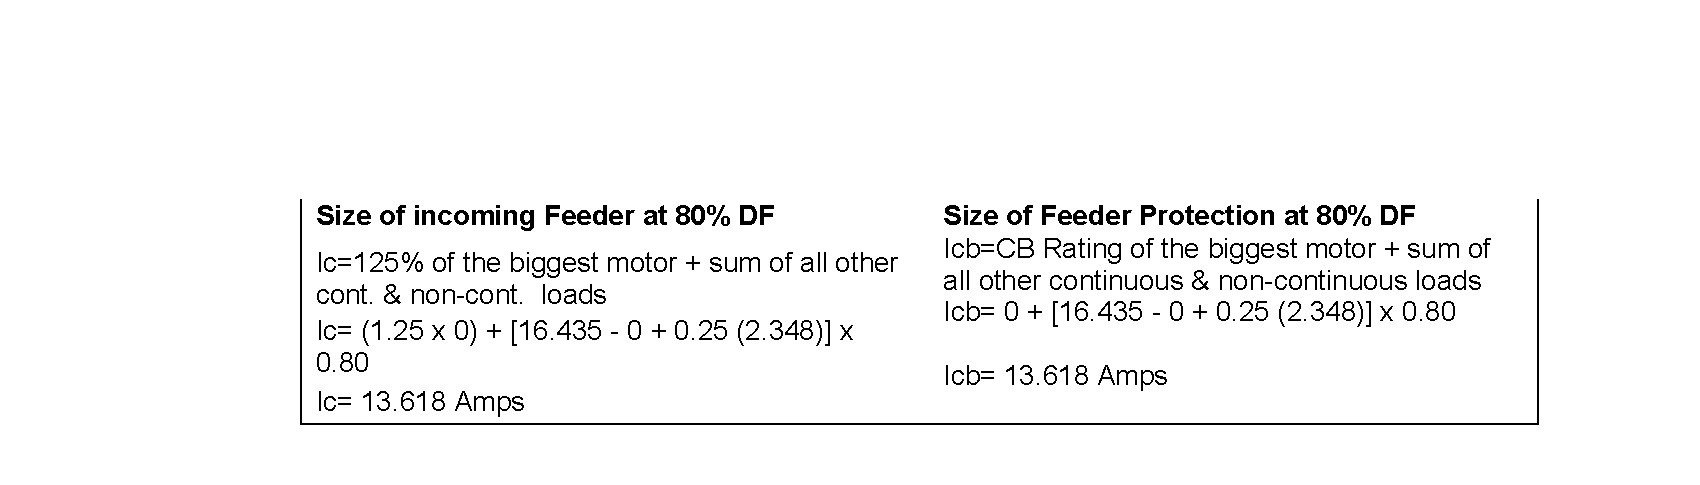 Size of incoming Feeder at 80% DF
Ic=125% of the biggest motor + sum of all other
cont. & non-cont. loads
Ic= (1.25 x 0) + [16.435 - 0 + 0.25 (2.348)] x
0.80
Ic= 13.618 Amps
Size of Feeder Protection at 80% DF
Icb=CB Rating of the biggest motor + sum of
all other continuous & non-continuous loads
Icb= 0 + [16.435 - 0 + 0.25 (2.348)] x 0.80
Icb= 13.618 Amps